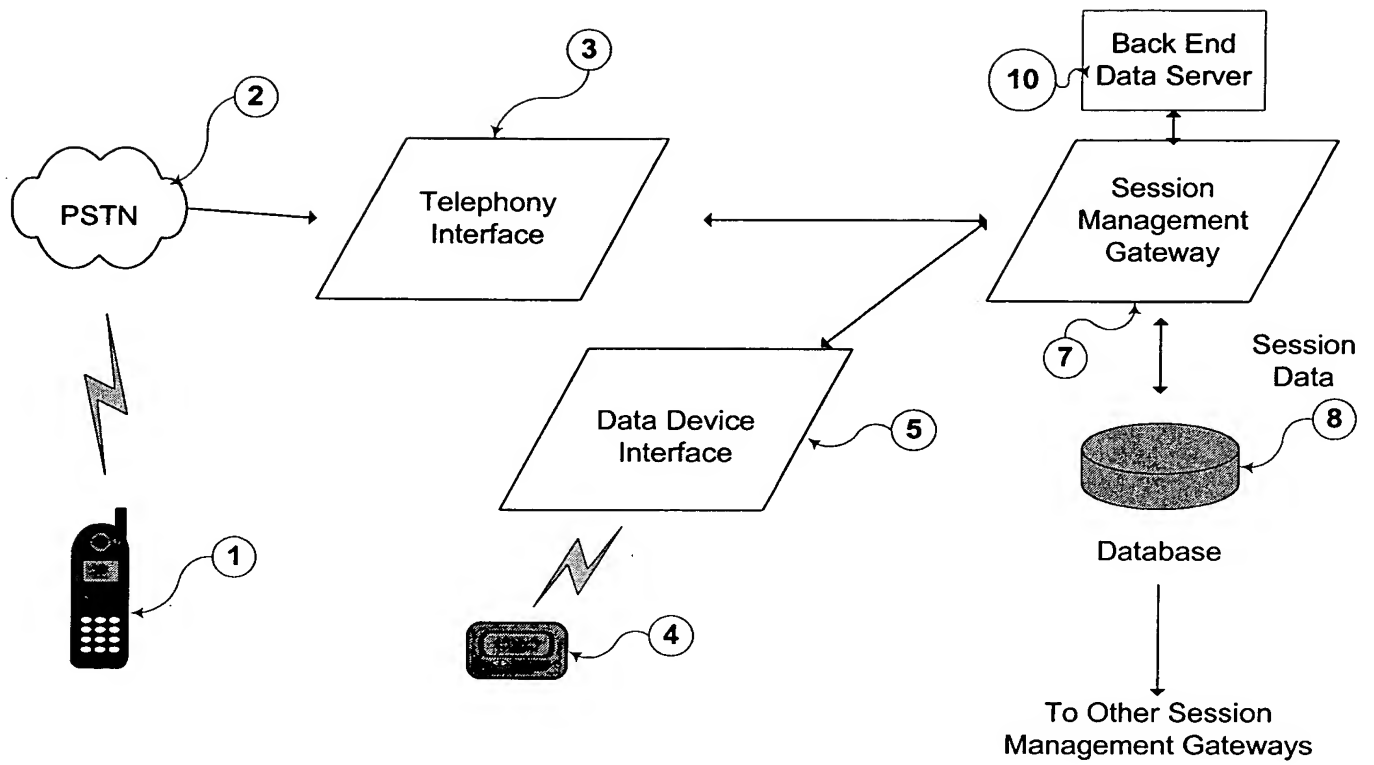 3
2
10
Back End
Data Server
PSTN
Telephony
Interface
Session
Management
Gateway
7
Session
Data
8
Data Device
Interface
5
Database
1
4
To Other Session
Management Gateways